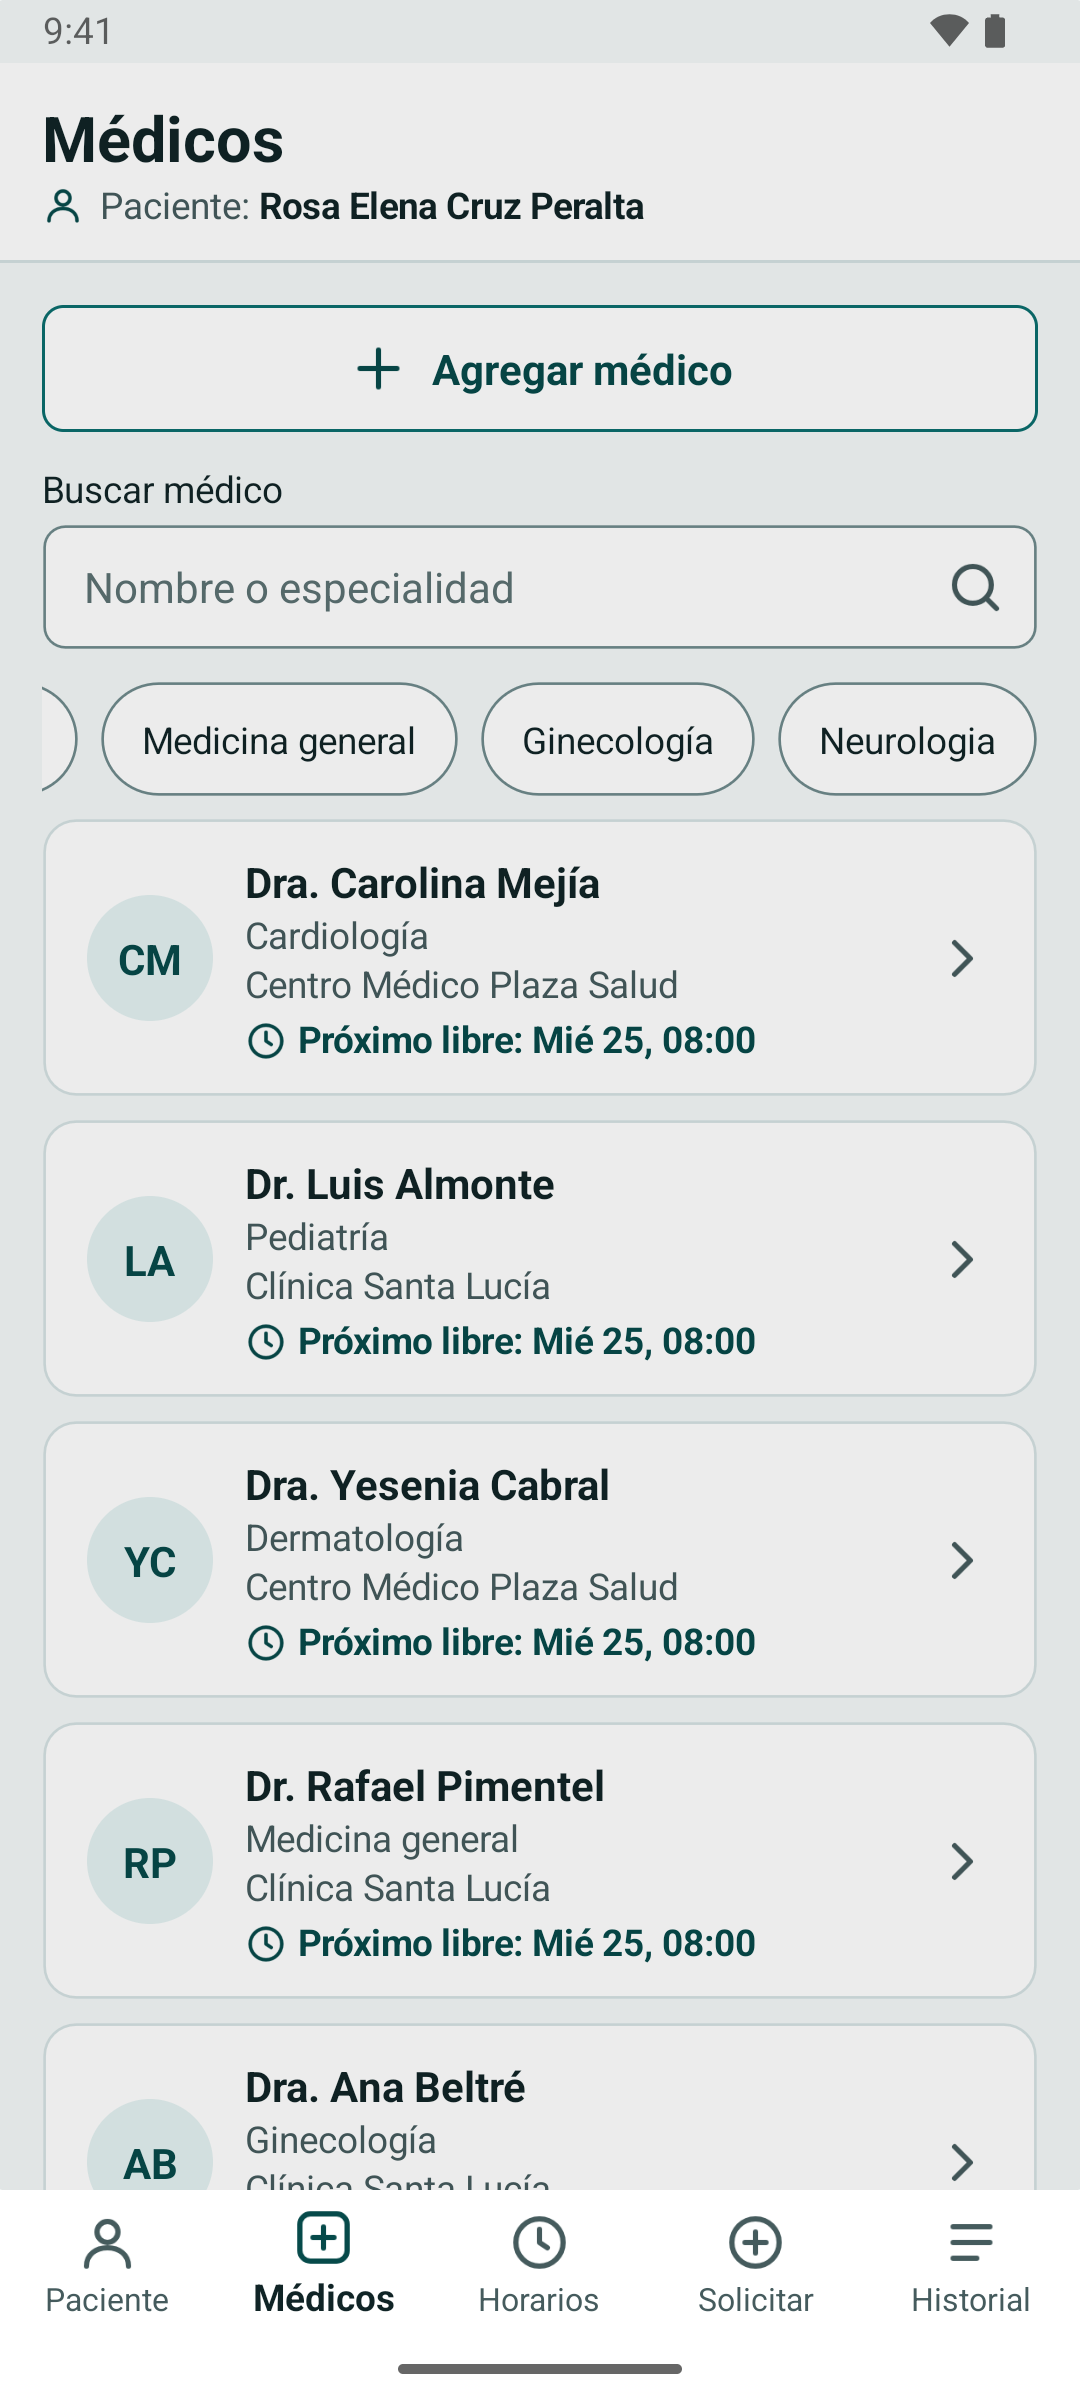 9:41
Médicos
Paciente: Rosa Elena Cruz Peralta
Agregar médico
Buscar médico
Nombre o especialidad
Medicina general
Ginecología
Neurologia
CM
Dra. Carolina Mejía
Cardiología
Centro Médico Plaza Salud
Próximo libre: Mié 25, 08:00
LA
Dr. Luis Almonte
Pediatría
Clínica Santa Lucía
Próximo libre: Mié 25, 08:00
YC
Dra. Yesenia Cabral
Dermatología
Centro Médico Plaza Salud
Próximo libre: Mié 25, 08:00
RP
Dr. Rafael Pimentel
Medicina general
Clínica Santa Lucía
Próximo libre: Mié 25, 08:00
AB
Dra. Ana Beltré
Ginecología
Clínica Santa Lucía
Paciente
Médicos
Horarios
Solicitar
Historial